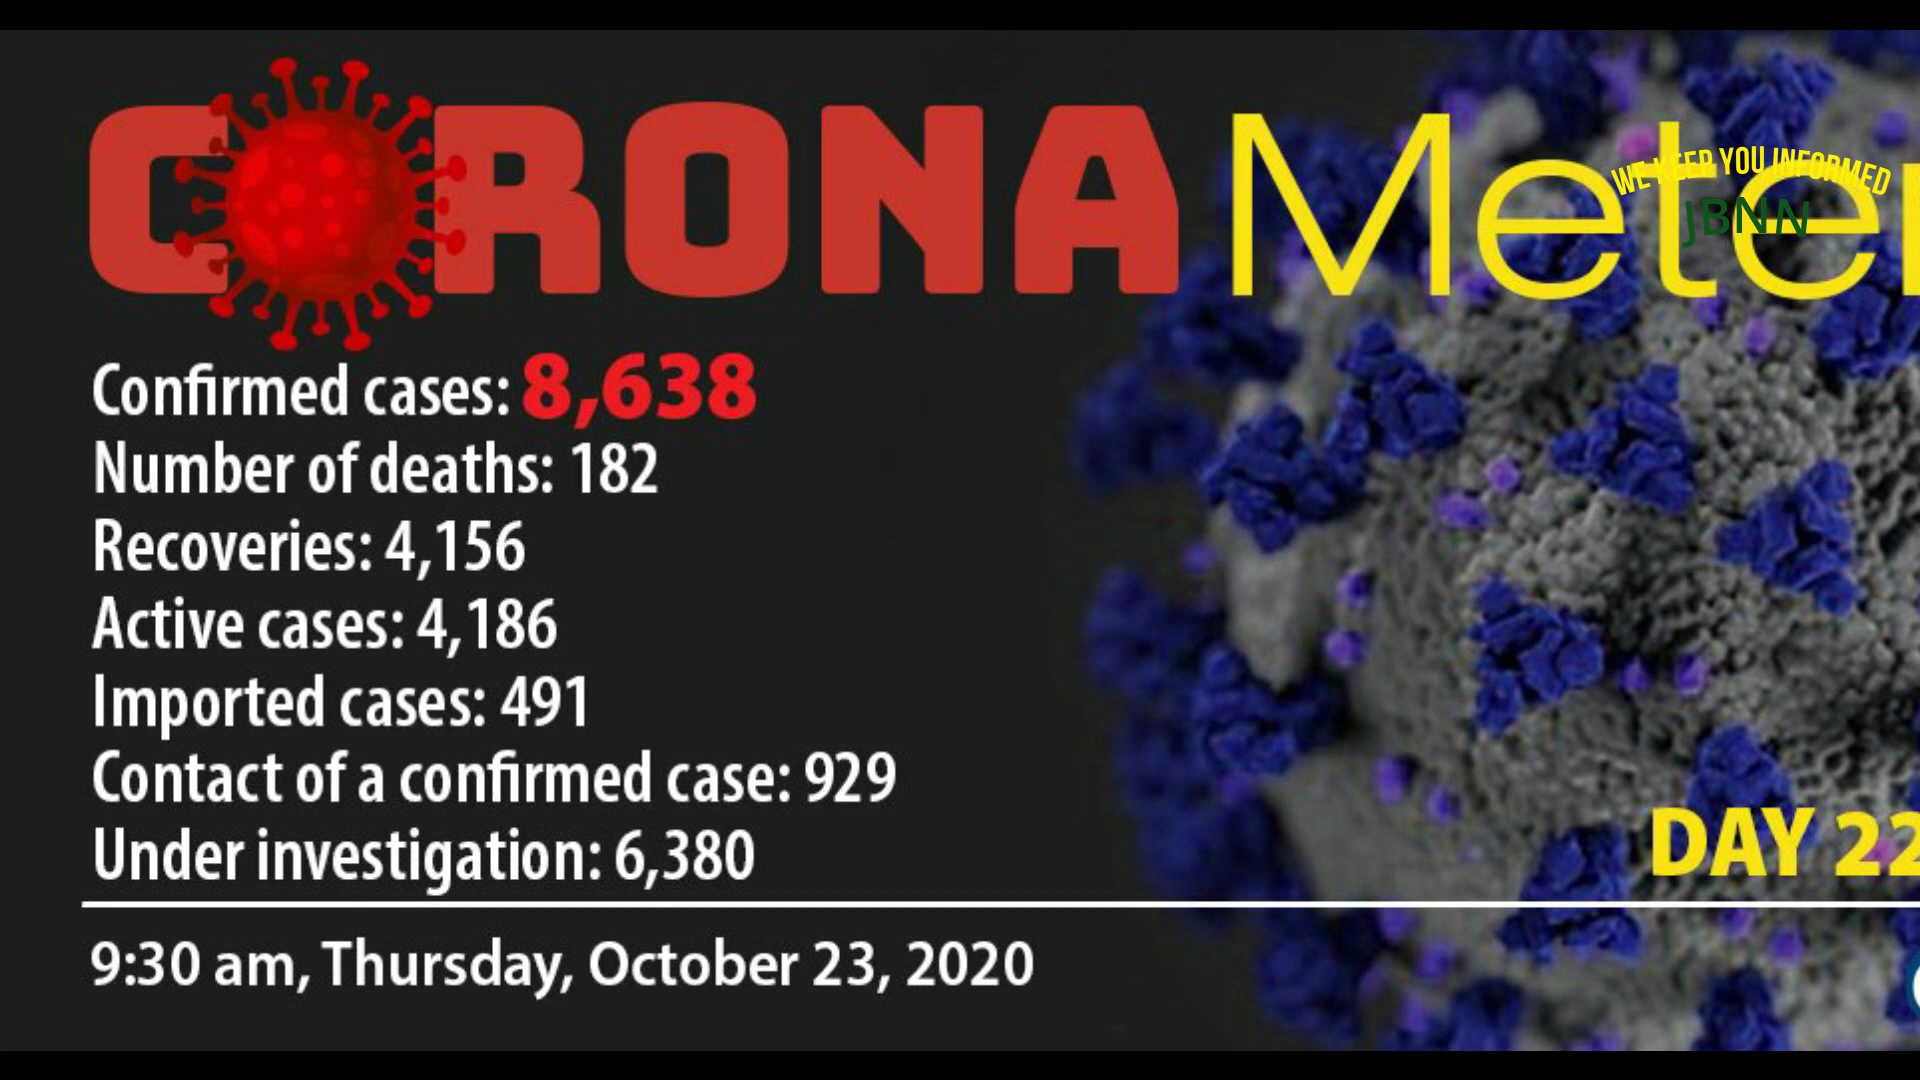 CORONA Meter
WE KEEP YOU INFORMED
JBNN
Confirmed cases: 8,638
Number of deaths: 182
Recoveries: 4,156
Active cases: 4,186
Imported cases: 491
Contact of a confirmed case: 929
Under investigation: 6,380
DAY 22
9:30 am, Thursday, October 23, 2020